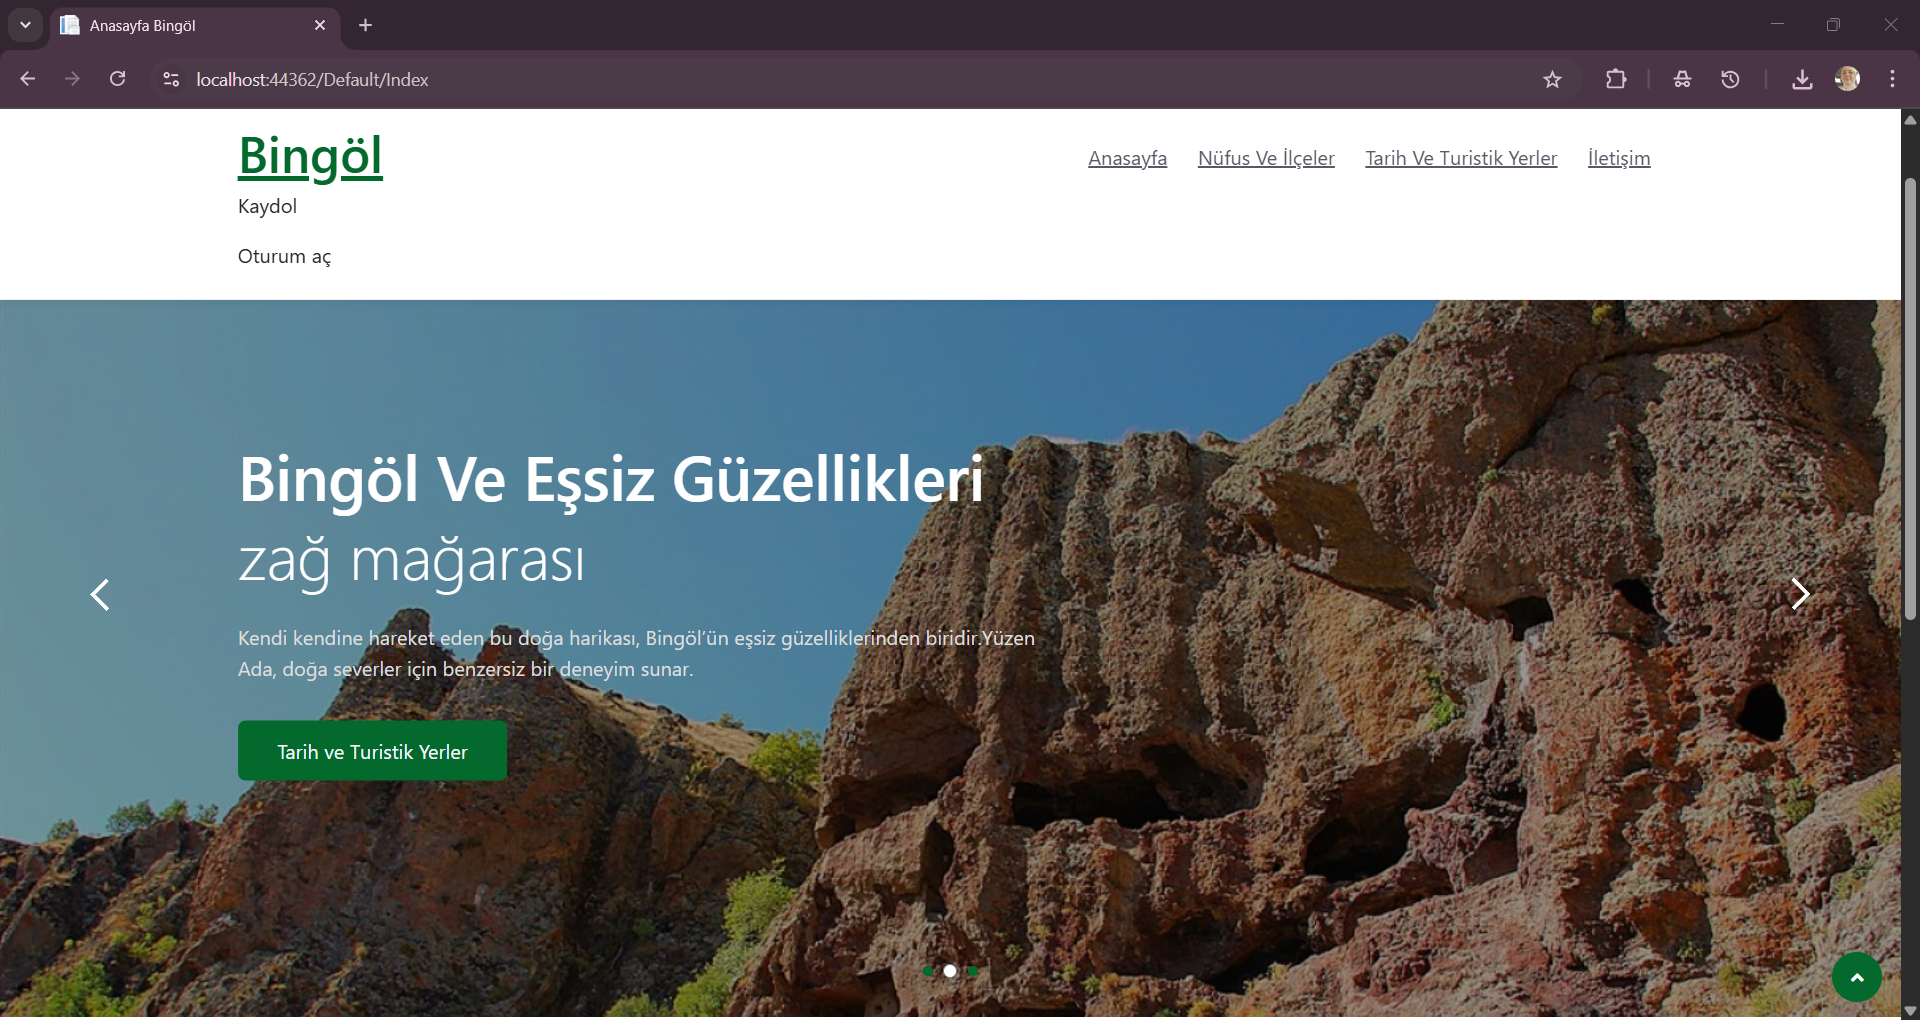 Anasayfa Bingöl
localhost:44362/Default/Index
Bingöl
Anasayfa Nüfus Ve İlçeler Tarih Ve Turistik Yerler İletişim
Kaydol
Oturum aç
Bingöl Ve Eşsiz Güzellikleri
zağ mağarası
Kendi kendine hareket eden bu doğa harikası, Bingöl’ün eşsiz güzelliklerinden biridir.Yüzen
Ada, doğa severler için benzersiz bir deneyim sunar.
Tarih ve Turistik Yerler